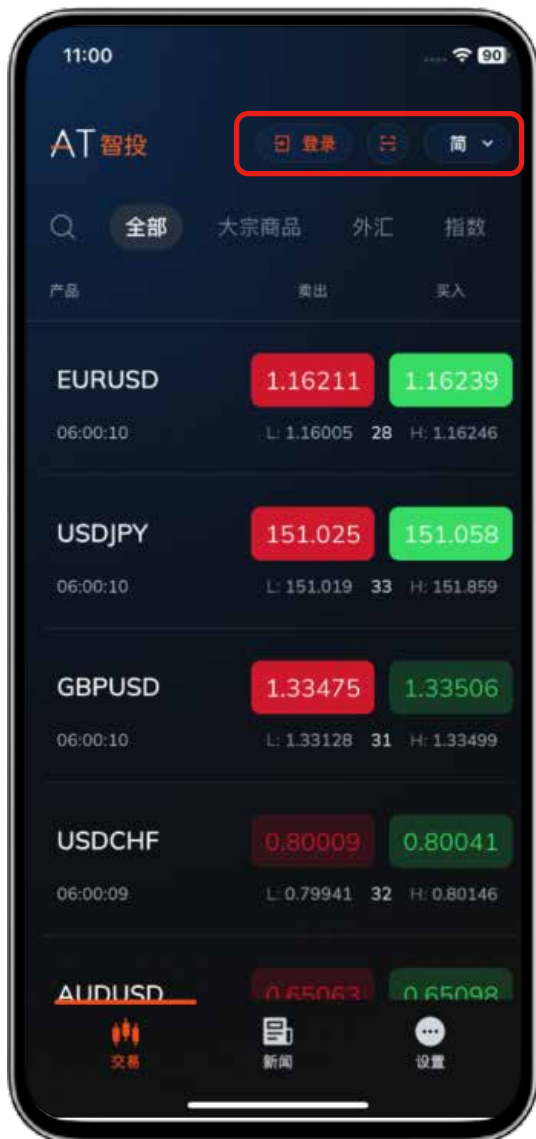 11:00 90
AT 智投 登录 简
全部 大宗商品 外汇 指数
产品 卖出 买入
EURUSD 1.16211 1.16239
06:00:10 L: 1.16005 28 H: 1.16246
USDJPY 151.025 151.058
06:00:10 L: 151.019 33 H: 151.859
GBPUSD 1.33475 1.33506
06:00:10 L: 1.33128 31 H: 1.33499
USDCHF 0.80009 0.80041
06:00:09 L: 0.79941 32 H: 0.80146
AUDUSD 0.65063 0.65098
交易 新闻 设置